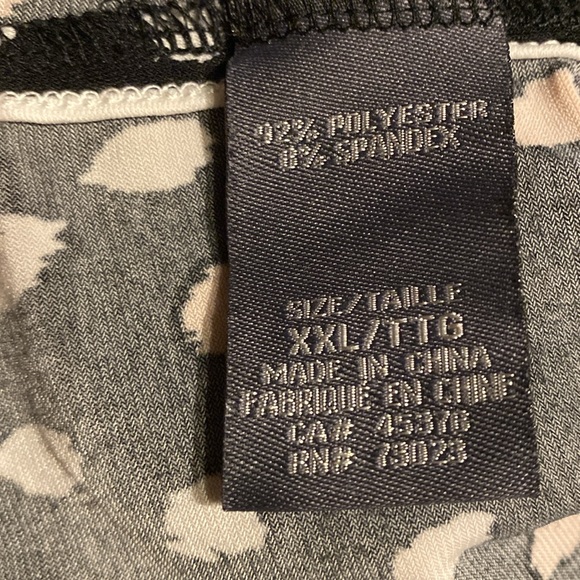 92% POLYESTER
8% SPANDEX
SIZE/TAILLE
XXL/TTG
MADE IN CHINA
FABRIQUE EN CHINE
CA# 45376
RN# 79023